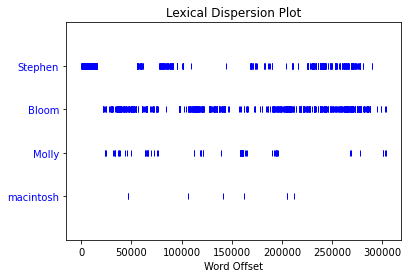 Lexical Dispersion Plot
Stephen
Bloom
Molly
macintosh
0 50000 100000 150000 200000 250000 300000
Word Offset